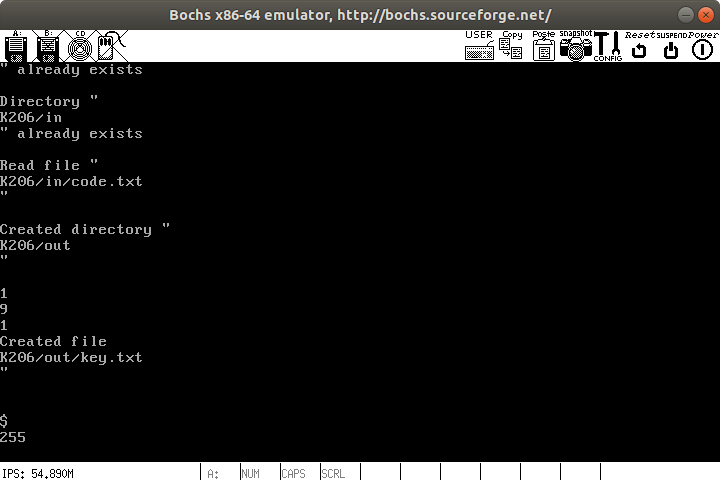 Bochs x86-64 emulator, http://bochs.sourceforge.net/
A: B: CD USER Copy Paste Snapshot CONFIG Reset SUSPEND Power
" already exists
Directory "
K206/in
" already exists
Read file "
K206/in/code.txt
"
Created directory "
K206/out
"
1
9
1
Created file
K206/out/key.txt
"
$
255
IPS: 54.890M A: NUM CAPS SCRL